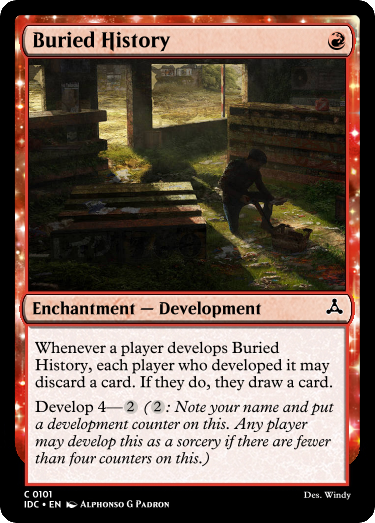 Buried History
Enchantment — Development
Whenever a player develops Buried
History, each player who developed it may
discard a card. If they do, they draw a card.
Develop 4—2 (2: Note your name and put
a development counter on this. Any player
may develop this as a sorcery if there are fewer
than four counters on this.)
C 0101
IDC • EN Alphonso G Padron
Des. Windy